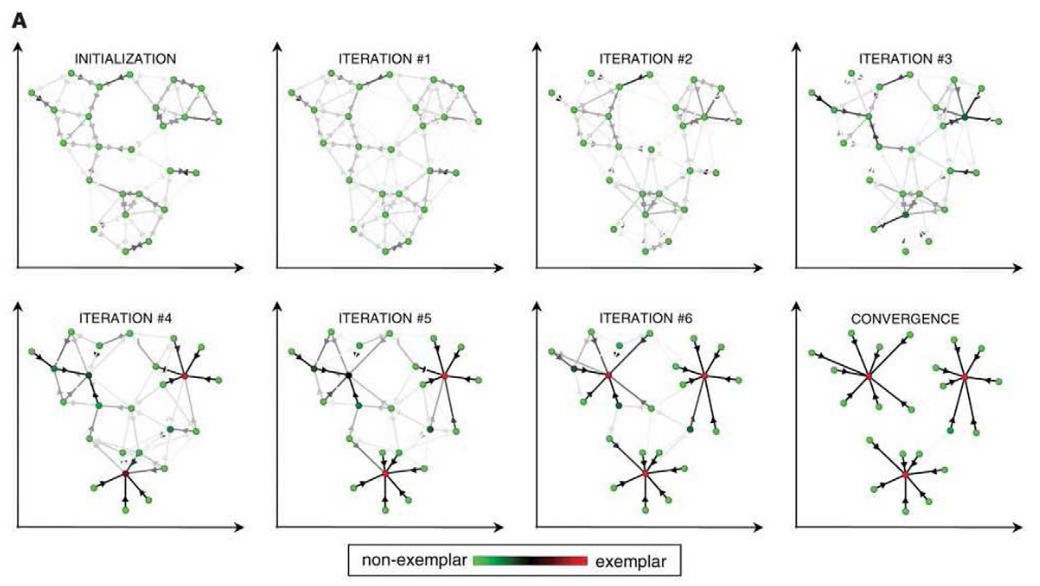 A
INITIALIZATION
ITERATION #1
ITERATION #2
ITERATION #3
ITERATION #4
ITERATION #5
ITERATION #6
CONVERGENCE
non-exemplar
exemplar